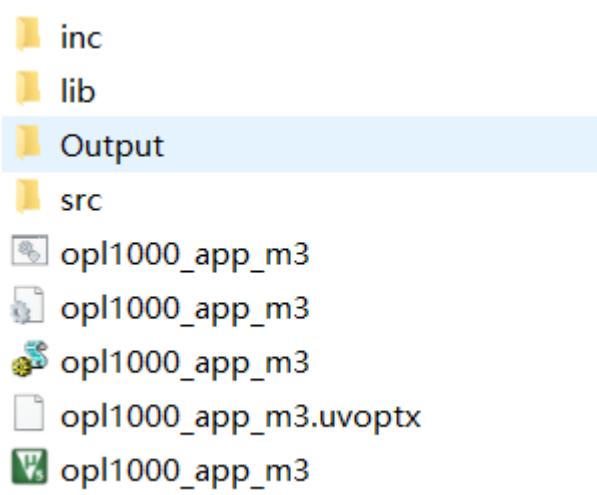 inc
lib
Output
src
opl1000_app_m3
opl1000_app_m3
opl1000_app_m3
opl1000_app_m3.uvoptx
opl1000_app_m3